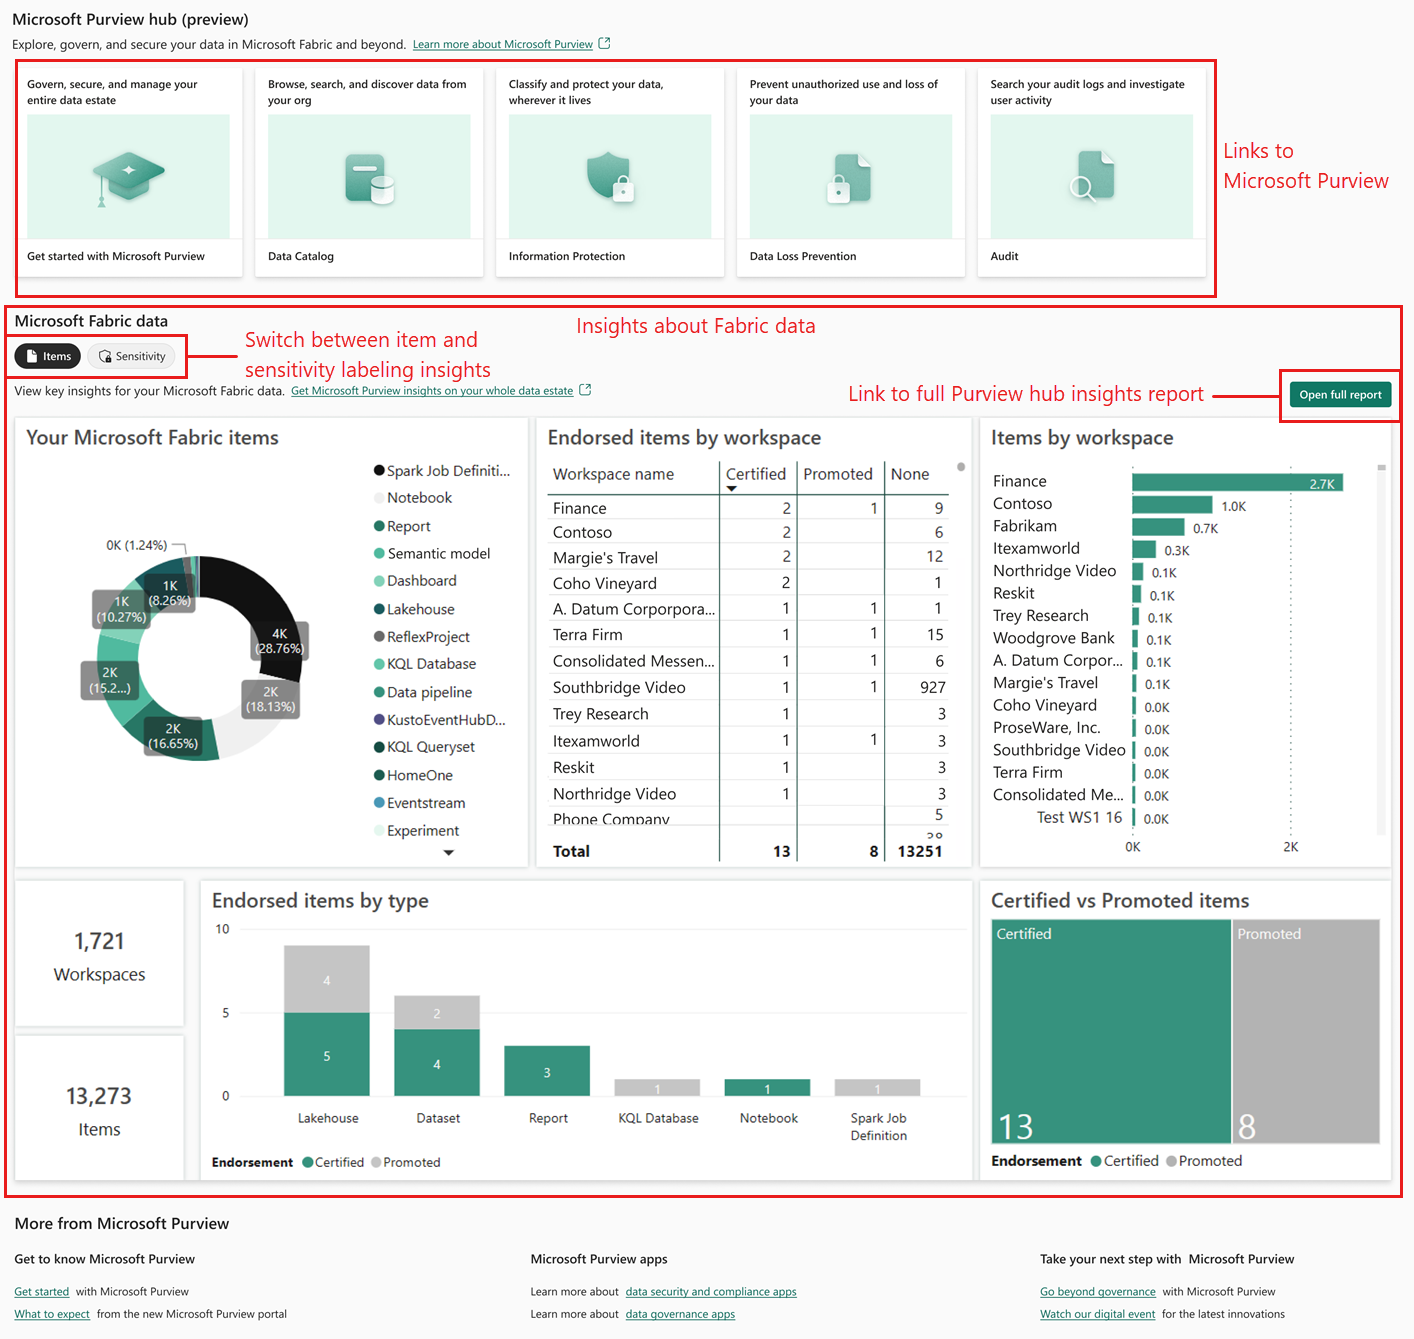 Microsoft Purview hub (preview)
Explore, govern, and secure your data in Microsoft Fabric and beyond. Learn more about Microsoft Purview
Govern, secure, and manage your
entire data estate
Get started with Microsoft Purview
Browse, search, and discover data from
your org
Data Catalog
Classify and protect your data,
wherever it lives
Information Protection
Prevent unauthorized use and loss of
your data
Data Loss Prevention
Search your audit logs and investigate
user activity
Audit
Links to
Microsoft Purview
Microsoft Fabric data
Insights about Fabric data
Items
Sensitivity
Switch between item and
sensitivity labeling insights
View key insights for your Microsoft Fabric data. Get Microsoft Purview insights on your whole data estate
Link to full Purview hub insights report
Open full report
Your Microsoft Fabric items
0K (1.24%)
1K
(8.26%)
1K
(10.27%)
4K
(28.76%)
2K
(15.2...)
2K
(18.13%)
2K
(16.65%)
Spark Job Definiti...
Notebook
Report
Semantic model
Dashboard
Lakehouse
ReflexProject
KQL Database
Data pipeline
KustoEventHubD...
KQL Queryset
HomeOne
Eventstream
Experiment
Endorsed items by workspace
Workspace name Certified Promoted None
Finance 2 1 9
Contoso 2 6
Margie's Travel 2 12
Coho Vineyard 2 1
A. Datum Corporpora... 1 1 1
Terra Firm 1 1 15
Consolidated Messen... 1 1 6
Southbridge Video 1 1 927
Trey Research 1 3
Itexamworld 1 1 3
Reskit 1 3
Northridge Video 1 3
Phone Company 5
Total 13 8 13251
Items by workspace
Finance 2.7K
Contoso 1.0K
Fabrikam 0.7K
Itexamworld 0.3K
Northridge Video 0.1K
Reskit 0.1K
Trey Research 0.1K
Woodgrove Bank 0.1K
A. Datum Corpor... 0.1K
Margie's Travel 0.1K
Coho Vineyard 0.0K
ProseWare, Inc. 0.0K
Southbridge Video 0.0K
Terra Firm 0.0K
Consolidated Me... 0.0K
Test WS1 16 0.0K
0K 2K
1,721
Workspaces
13,273
Items
Endorsed items by type
10
5
0
4
5
2
4
3
1
1
1
Lakehouse
Dataset
Report
KQL Database
Notebook
Spark Job
Definition
Endorsement Certified Promoted
Certified vs Promoted items
Certified
Promoted
13
8
Endorsement Certified Promoted
More from Microsoft Purview
Get to know Microsoft Purview
Get started with Microsoft Purview
What to expect from the new Microsoft Purview portal
Microsoft Purview apps
Learn more about data security and compliance apps
Learn more about data governance apps
Take your next step with Microsoft Purview
Go beyond governance with Microsoft Purview
Watch our digital event for the latest innovations